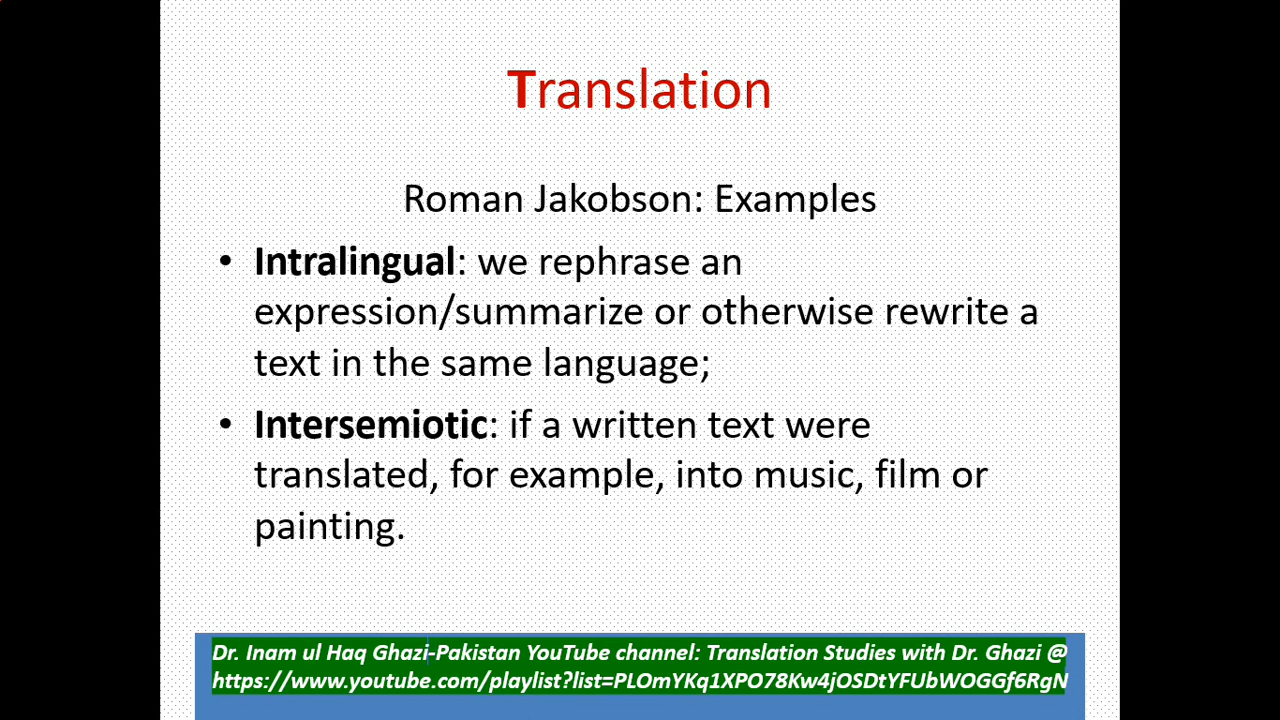 Translation
Roman Jakobson: Examples
• Intralingual: we rephrase an
expression/summarize or otherwise rewrite a
text in the same language;
• Intersemiotic: if a written text were
translated, for example, into music, film or
painting.
Dr. Inam ul Haq Ghazi-Pakistan YouTube channel: Translation Studies with Dr. Ghazi @
https://www.youtube.com/playlist?list=PLOmYKq1XPO78Kw4jOSDtYFUbWOGGf6RgN